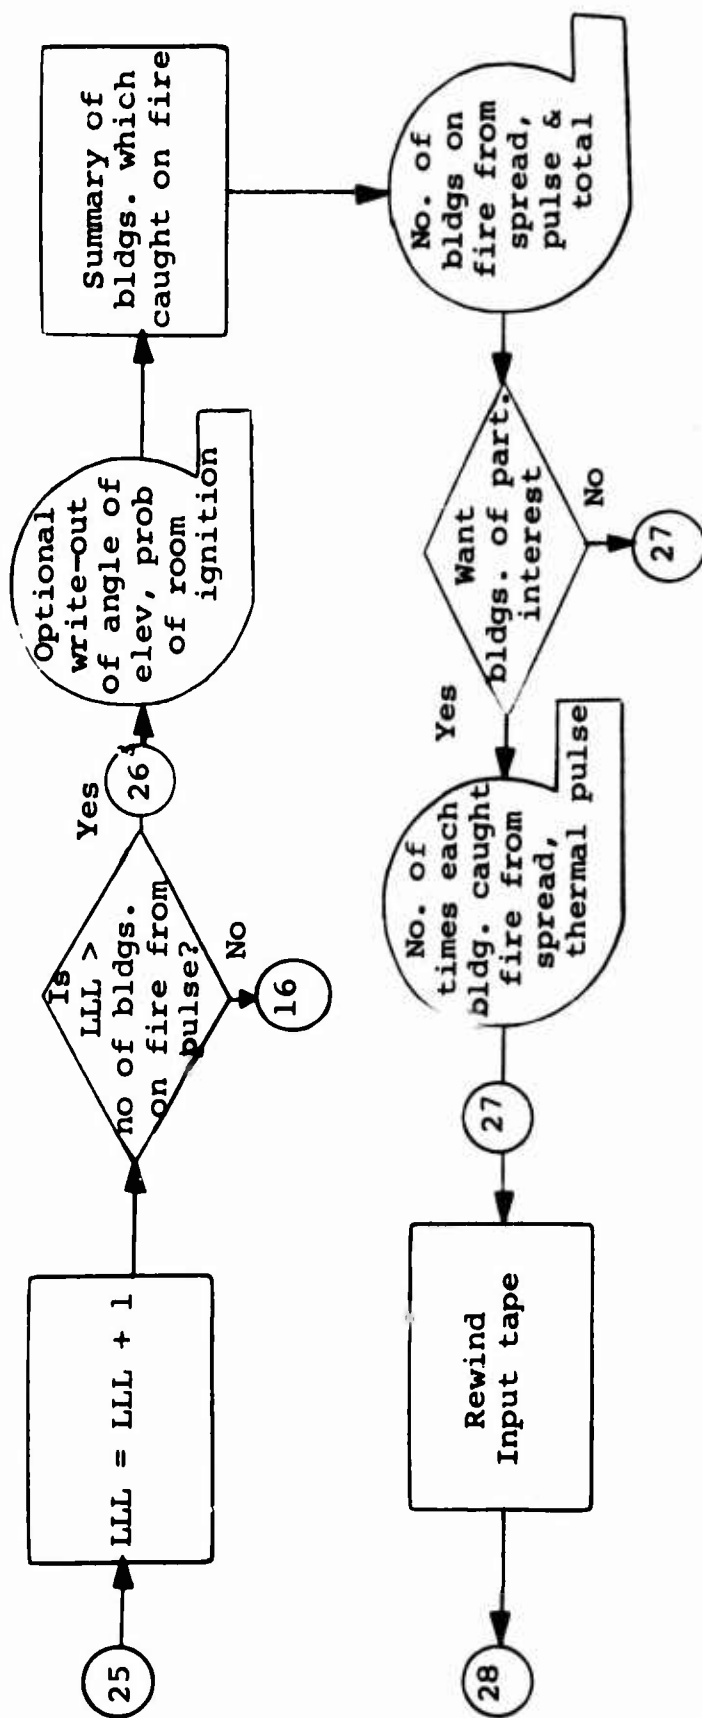 25
LLL = LLL + 1
Is
LLL >
no of bldgs.
on fire from
pulse?
No
16
Yes
26
Optional
write-out
of angle of
elev, prob
of room
ignition
Summary of
bldgs. which
caught on fire
No. of
bldgs on
fire from
spread,
pulse &
total
Want
bldgs. of part.
interest
No
27
Yes
No. of
times each
bldg. caught
fire from
spread,
thermal pulse
27
Rewind
Input tape
28